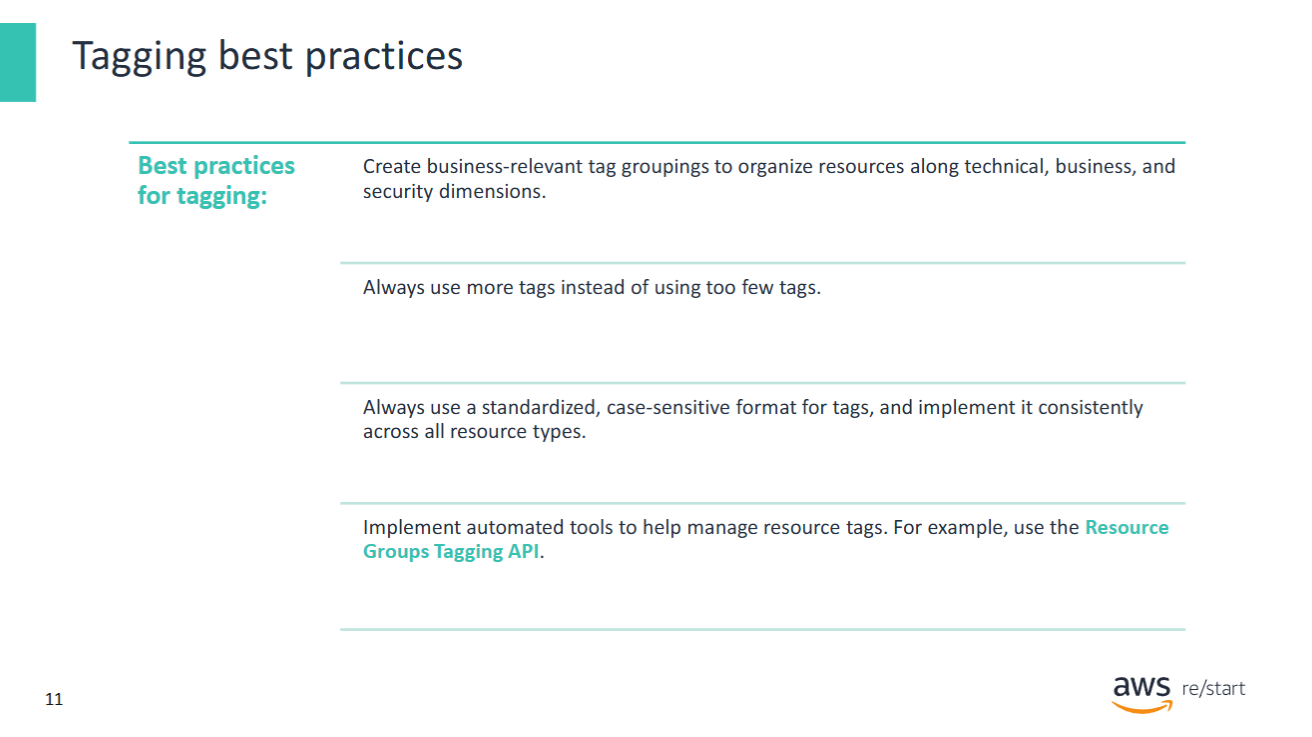 Tagging best practices
Best practices
for tagging:
Create business-relevant tag groupings to organize resources along technical, business, and
security dimensions.
Always use more tags instead of using too few tags.
Always use a standardized, case-sensitive format for tags, and implement it consistently
across all resource types.
Implement automated tools to help manage resource tags. For example, use the Resource
Groups Tagging API.
11
aws re/start